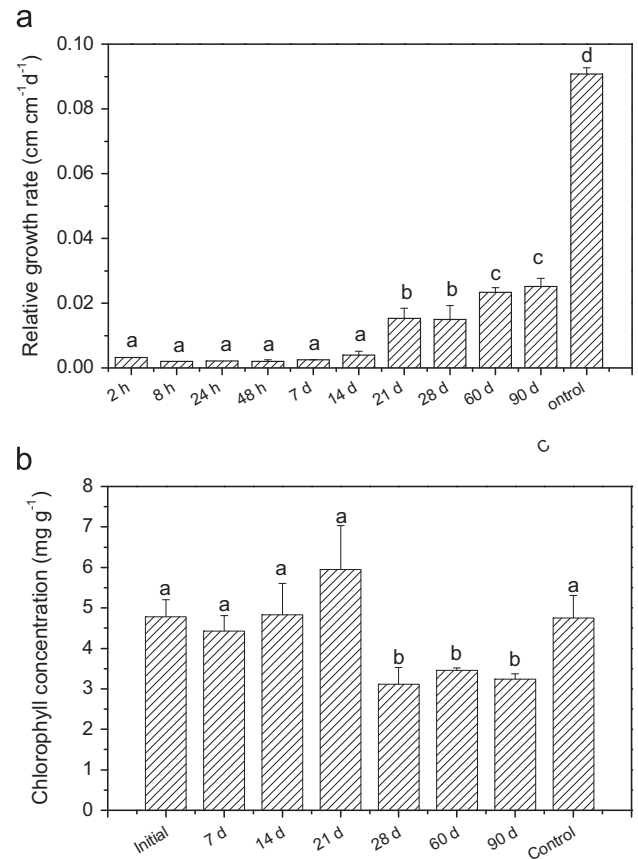 a
Relative growth rate (cm cm⁻¹d⁻¹)
0.10
0.08
0.06
0.04
0.02
0.00
a a a a a a b b c c d
2 h 8 h 24 h 48 h 7 d 14 d 21 d 28 d 60 d 90 d ontrol
C
b
Chlorophyll concentration (mg g⁻¹)
8
7
6
5
4
3
2
1
0
a a a a b b b a
Initial 7 d 14 d 21 d 28 d 60 d 90 d Control